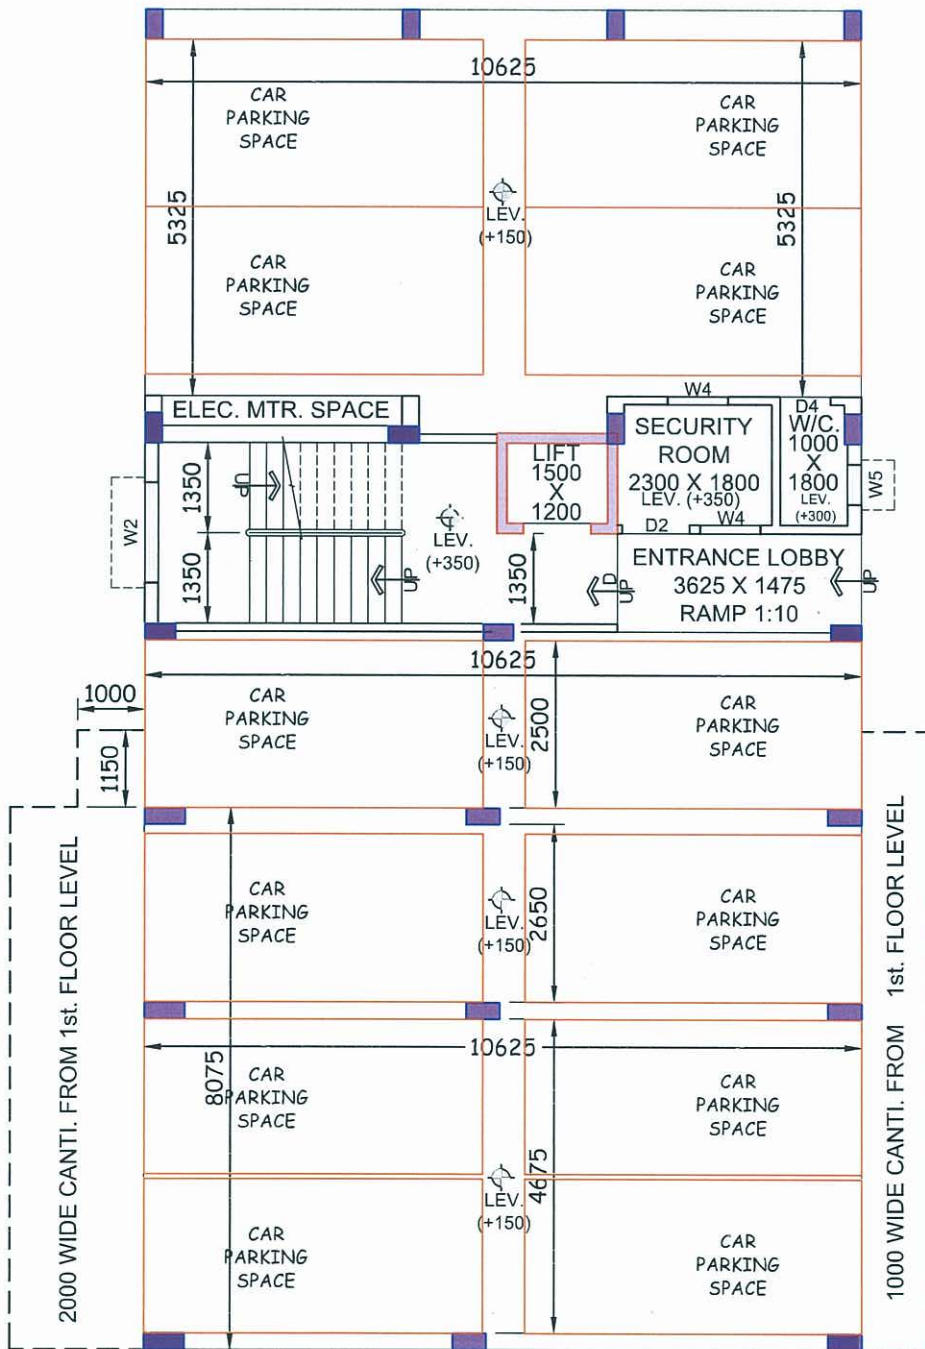 10625
CAR
PARKING
SPACE
CAR
PARKING
SPACE
5325
LEV.
(+150)
5325
CAR
PARKING
SPACE
CAR
PARKING
SPACE
ELEC. MTR. SPACE
W4
SECURITY
ROOM
2300 X 1800
LEV. (+350)
D4
W/C.
1000
X
1800
LEV.
(+300)
W5
LIFT
1500
X
1200
1350
UP
W2
LEV.
(+350)
D2
W4
1350
UP
1350
D
UP
ENTRANCE LOBBY
3625 X 1475
RAMP 1:10
UP
10625
1000
CAR
PARKING
SPACE
LEV.
(+150)
2500
CAR
PARKING
SPACE
1150
2000 WIDE CANTI. FROM 1st. FLOOR LEVEL
CAR
PARKING
SPACE
LEV.
(+150)
2650
CAR
PARKING
SPACE
1000 WIDE CANTI. FROM 1st. FLOOR LEVEL
10625
8075
CAR
PARKING
SPACE
CAR
PARKING
SPACE
LEV.
(+150)
4675
CAR
PARKING
SPACE
CAR
PARKING
SPACE